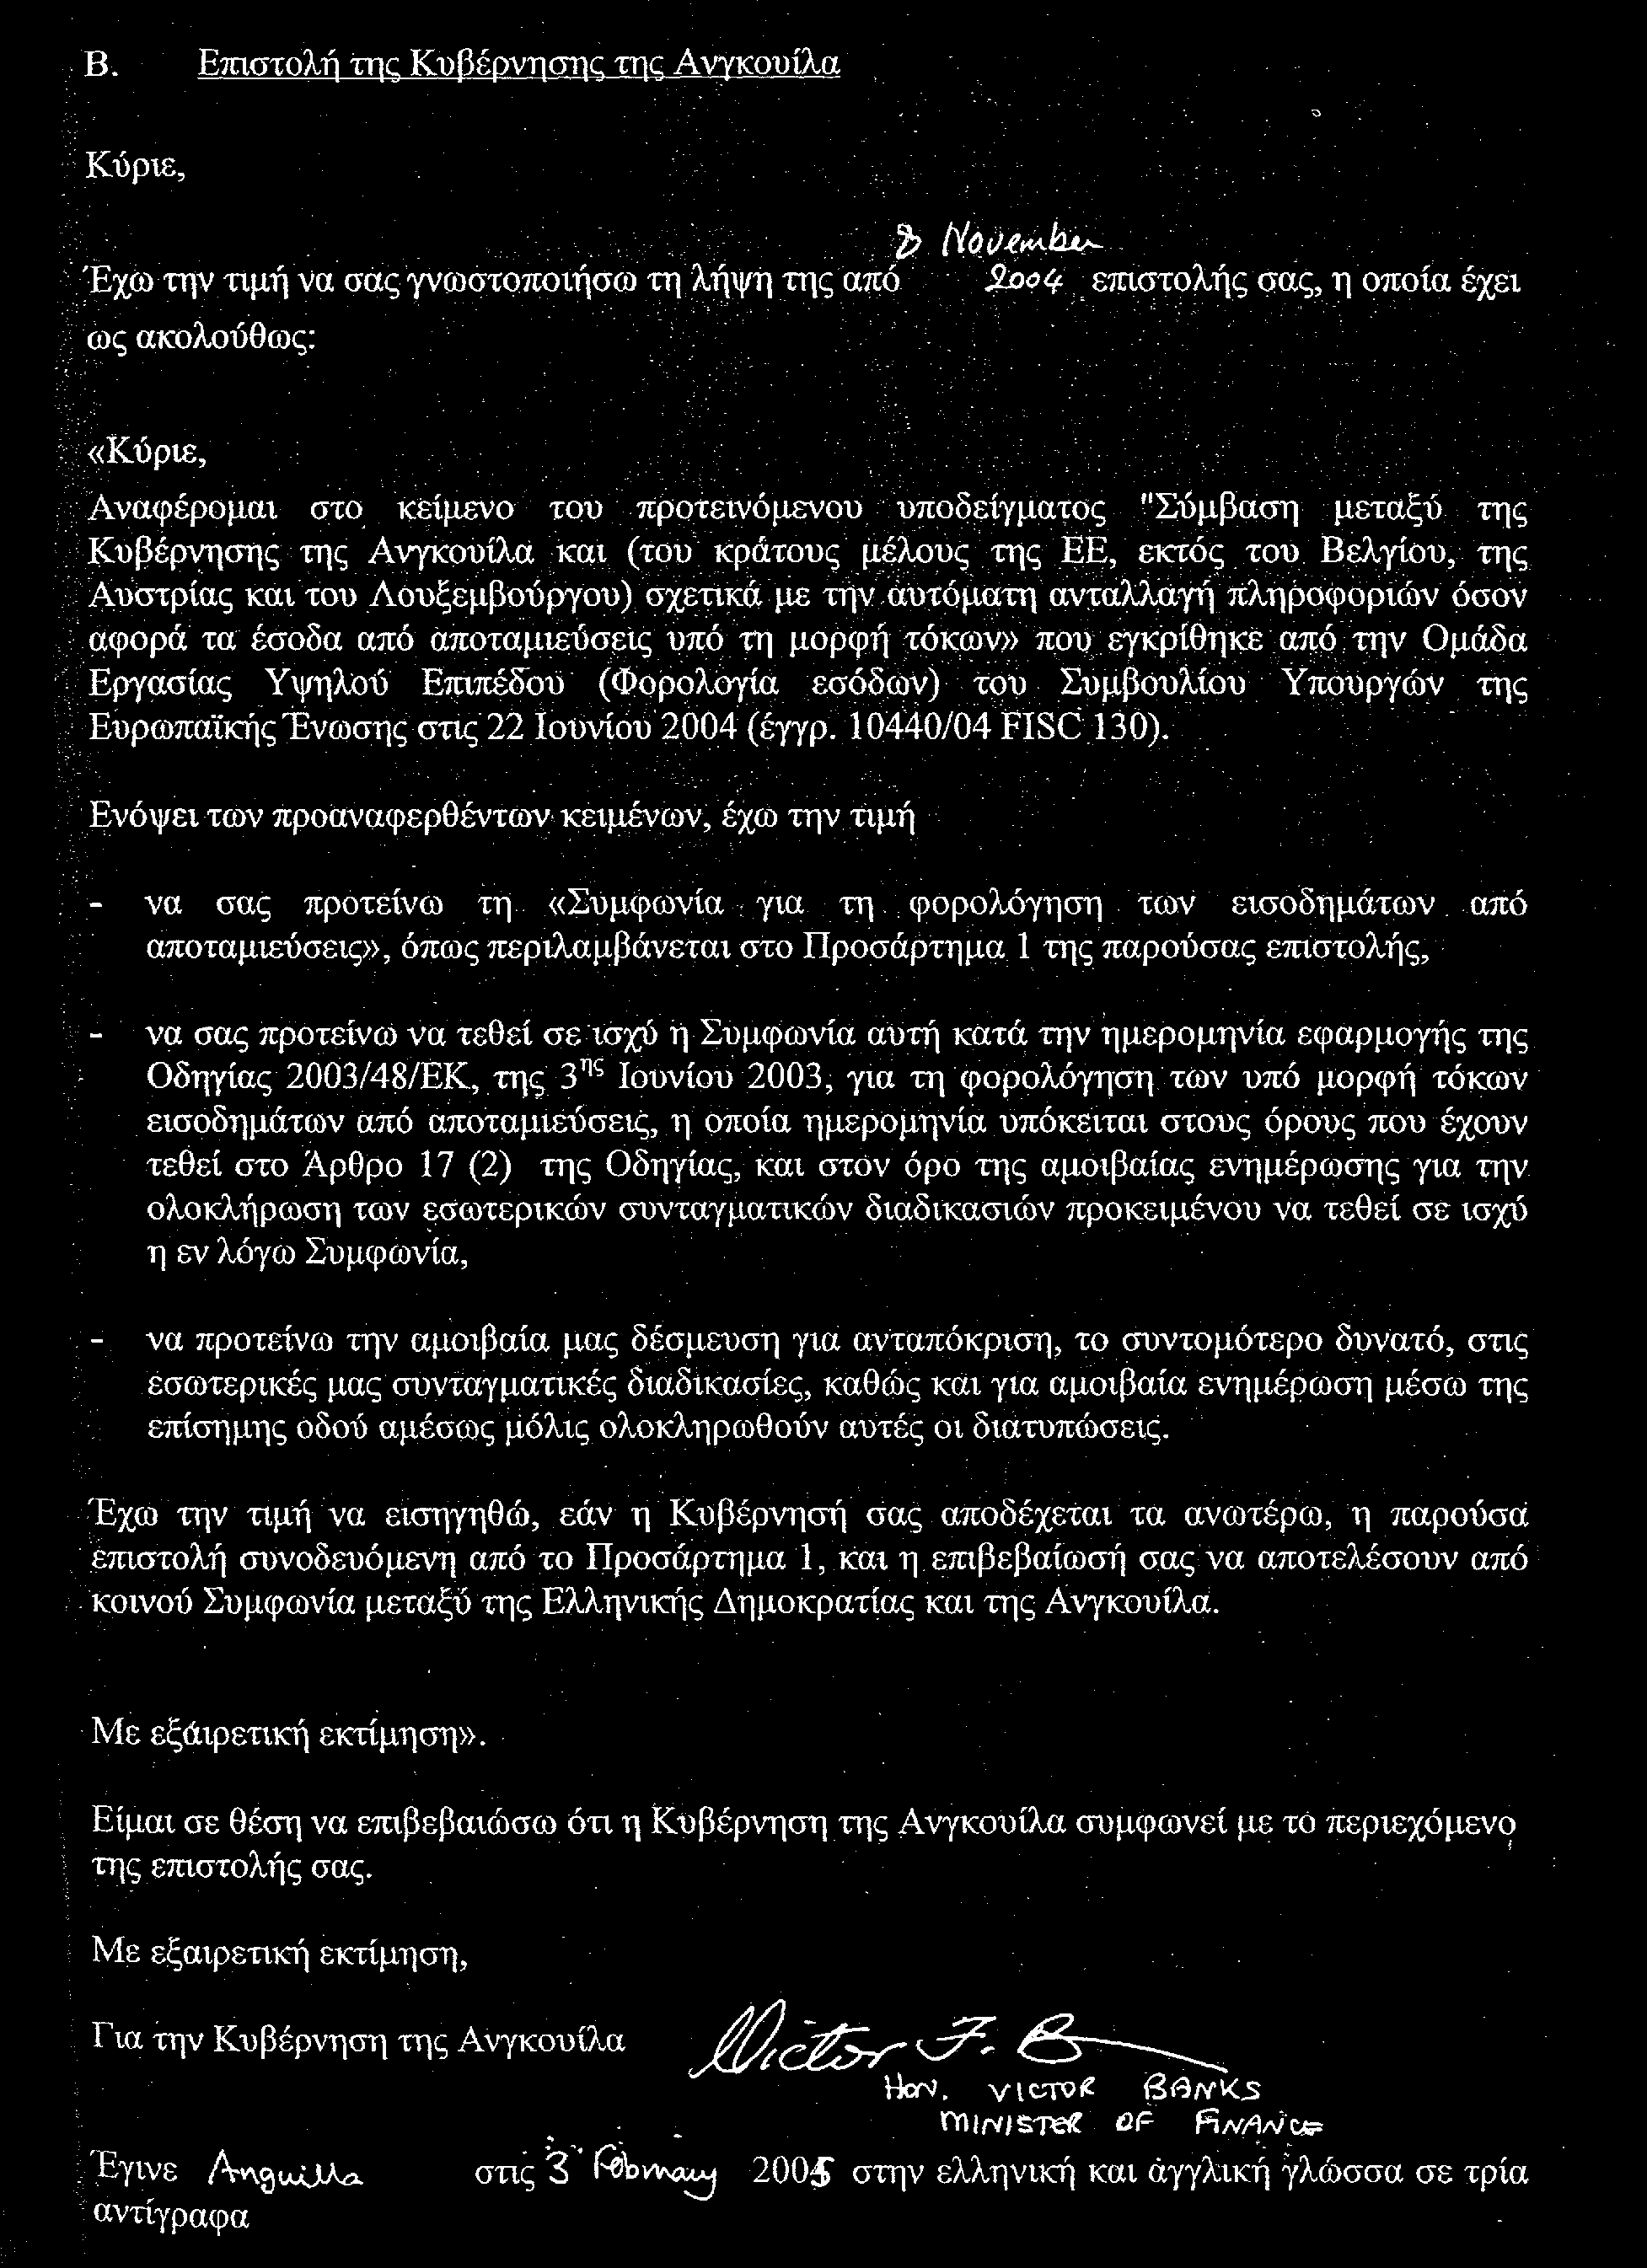 Β. Επιστολή της Κυβέρνησης της Ανγκουίλα
Κύριε,
November
Έχω την τιμή να σας γνωστοποιήσω τη λήψη της από 2004 επιστολής σας, η οποία έχει
ως ακολούθως:
«Κύριε,
Αναφέρομαι στο κείμενο του προτεινόμενου υποδείγματος "Σύμβαση μεταξύ της
Κυβέρνησης της Ανγκουίλα και (του κράτους μέλους της ΕΕ, εκτός του Βελγίου, της
Αυστρίας και του Λουξεμβούργου) σχετικά με την αυτόματη ανταλλαγή πληροφοριών όσον
αφορά τα έσοδα από αποταμιεύσεις υπό τη μορφή τόκων» που εγκρίθηκε από την Ομάδα
Εργασίας Υψηλού Επιπέδου (Φορολογία εσόδων) του Συμβουλίου Υπουργών της
Ευρωπαϊκής Ένωσης στις 22 Ιουνίου 2004 (έγγρ. 10440/04 FISC 130).
Ενόψει των προαναφερθέντων κειμένων, έχω την τιμή
- να σας προτείνω τη «Συμφωνία για τη φορολόγηση των εισοδημάτων από
αποταμιεύσεις», όπως περιλαμβάνεται στο Προσάρτημα 1 της παρούσας επιστολής,
- να σας προτείνω να τεθεί σε ισχύ η Συμφωνία αυτή κατά την ημερομηνία εφαρμογής της
Οδηγίας 2003/48/ΕΚ, της 3ης Ιουνίου 2003, για τη φορολόγηση των υπό μορφή τόκων
εισοδημάτων από αποταμιεύσεις, η οποία ημερομηνία υπόκειται στους όρους που έχουν
τεθεί στο Άρθρο 17 (2) της Οδηγίας, και στον όρο της αμοιβαίας ενημέρωσης για την
ολοκλήρωση των εσωτερικών συνταγματικών διαδικασιών προκειμένου να τεθεί σε ισχύ
η εν λόγω Συμφωνία,
- να προτείνω την αμοιβαία μας δέσμευση για ανταπόκριση, το συντομότερο δυνατό, στις
εσωτερικές μας συνταγματικές διαδικασίες, καθώς και για αμοιβαία ενημέρωση μέσω της
επίσημης οδού αμέσως μόλις ολοκληρωθούν αυτές οι διατυπώσεις.
Έχω την τιμή να εισηγηθώ, εάν η Κυβέρνησή σας αποδέχεται τα ανωτέρω, η παρούσα
επιστολή συνοδευόμενη από το Προσάρτημα 1, και η επιβεβαίωσή σας να αποτελέσουν από
κοινού Συμφωνία μεταξύ της Ελληνικής Δημοκρατίας και της Ανγκουίλα.
Με εξαιρετική εκτίμηση».
Είμαι σε θέση να επιβεβαιώσω ότι η Κυβέρνηση της Ανγκουίλα συμφωνεί με το περιεχόμενο
της επιστολής σας.
Με εξαιρετική εκτίμηση,
Για την Κυβέρνηση της Ανγκουίλα Victor F. B
HON. VICTOR BANKS
MINISTER OF FINANCE
Έγινε Anguilla στις 3 February 2005 στην ελληνική και αγγλική γλώσσα σε τρία
αντίγραφα